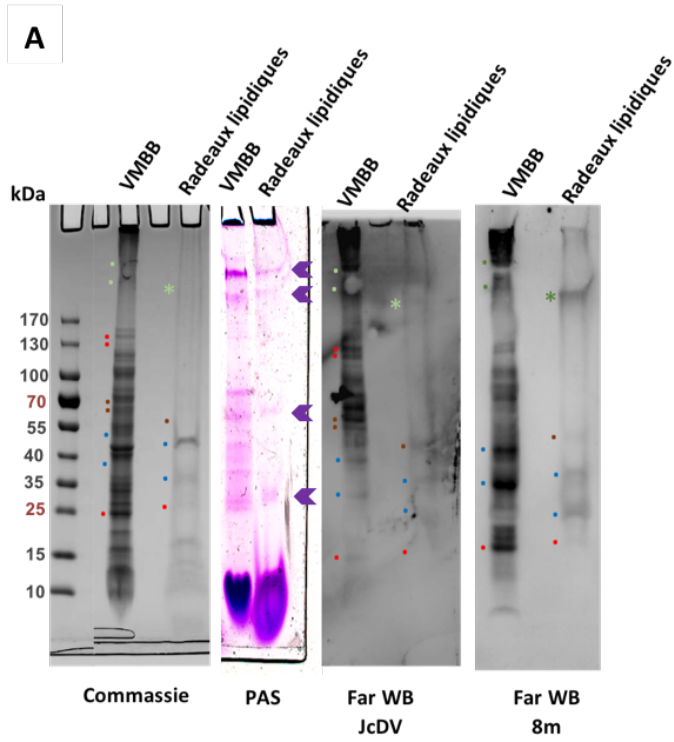 A
VMBB
Radeaux lipidiques
VMBB
Radeaux lipidiques
VMBB
Radeaux lipidiques
VMBB
Radeaux lipidiques
kDa
170
130
100
70
55
40
35
25
15
10
*
*
*
Commassie
PAS
Far WB
JcDV
Far WB
8m